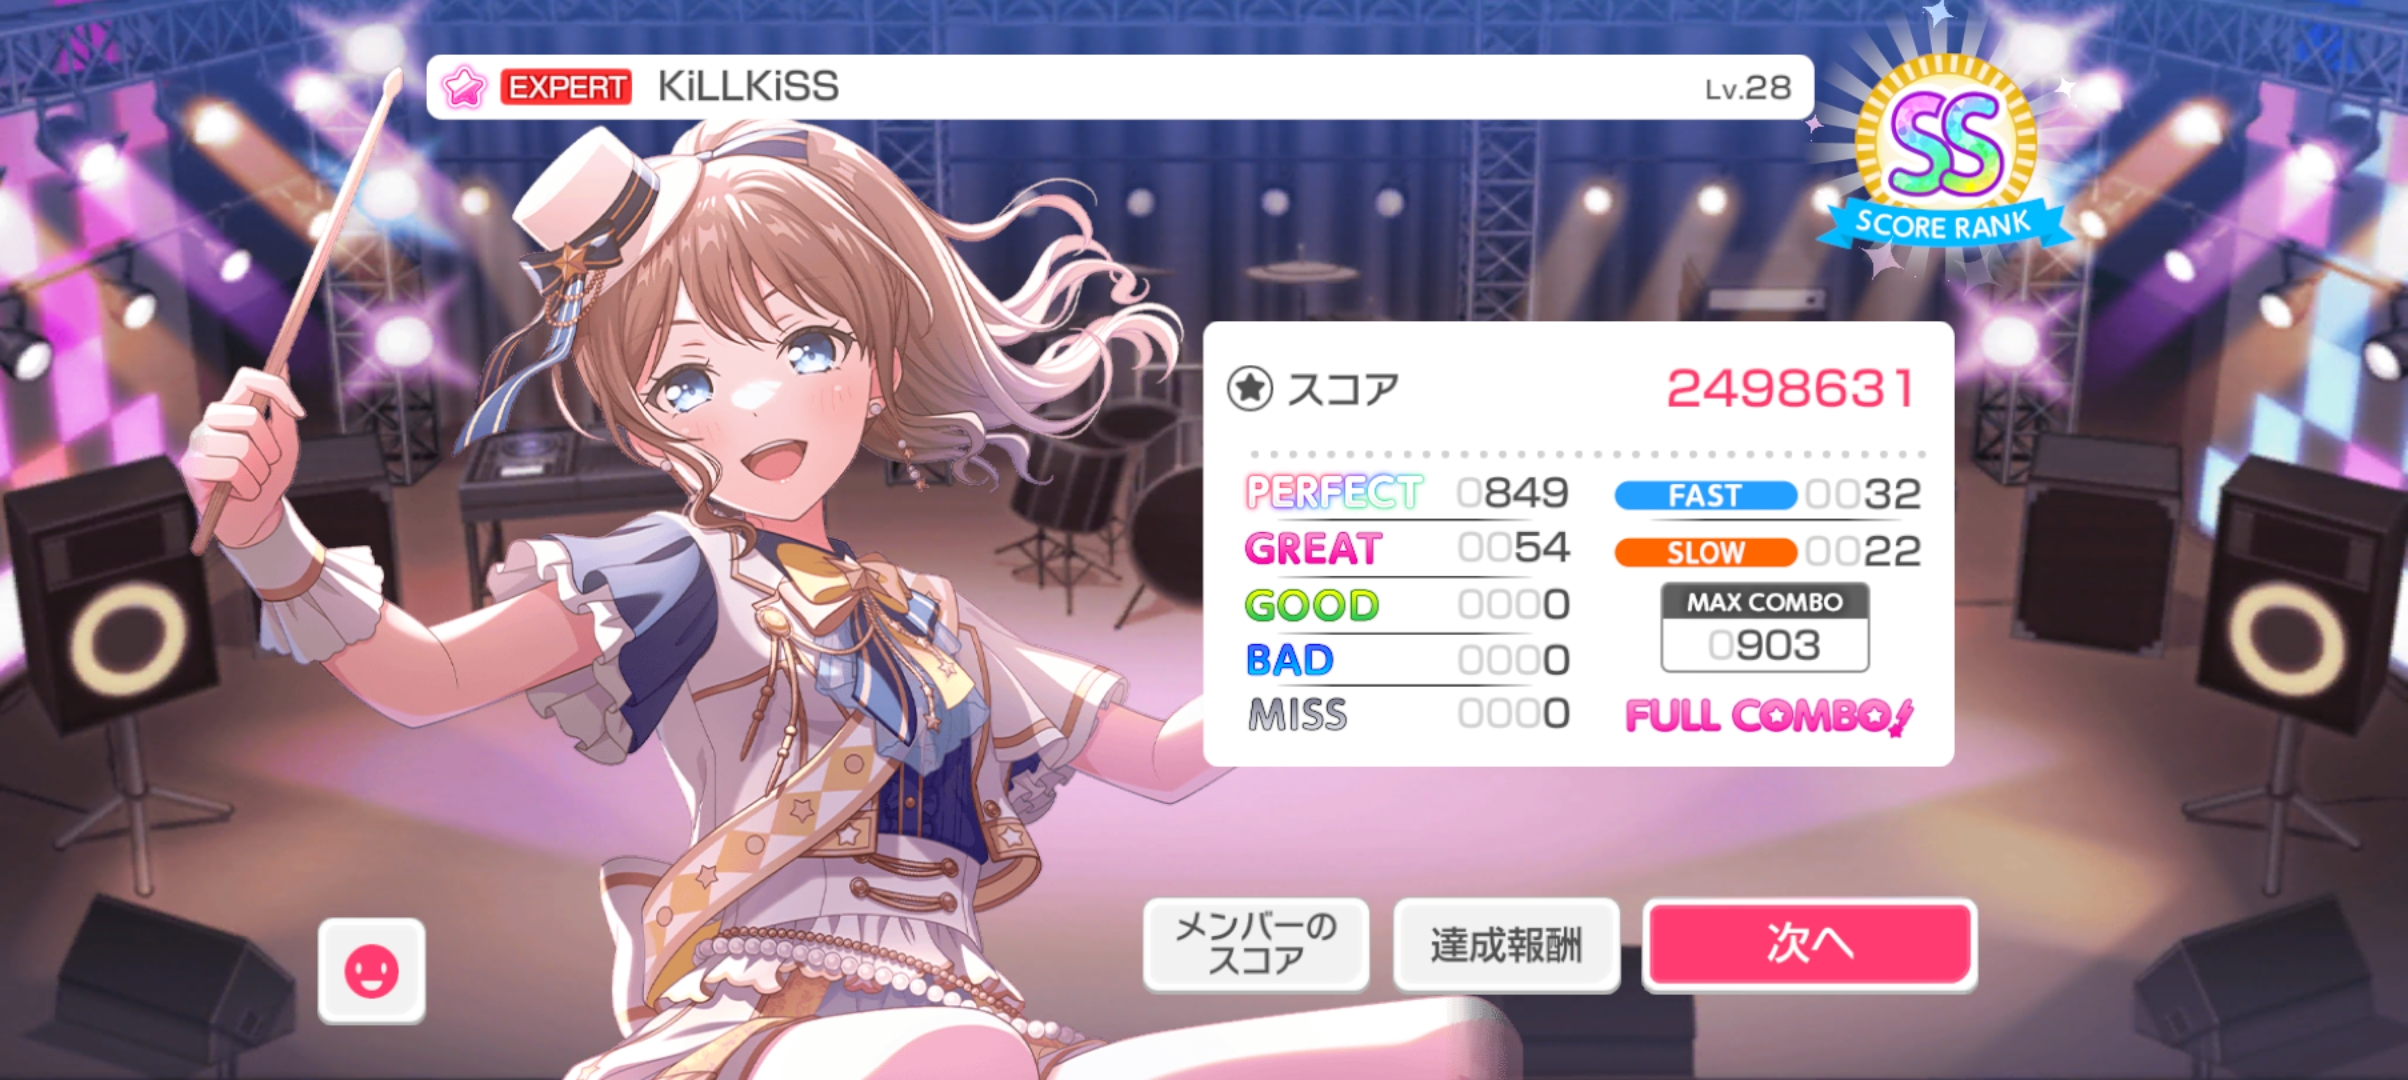 EXPERT KiLLKiSS Lv.28
SS
SCORE RANK
スコア 2498631
PERFECT 0849 FAST 0032
GREAT 0054 SLOW 0022
GOOD 0000 MAX COMBO
BAD 0000 0903
MISS 0000 FULL COMBO!
メンバーの
スコア
達成報酬
次へ